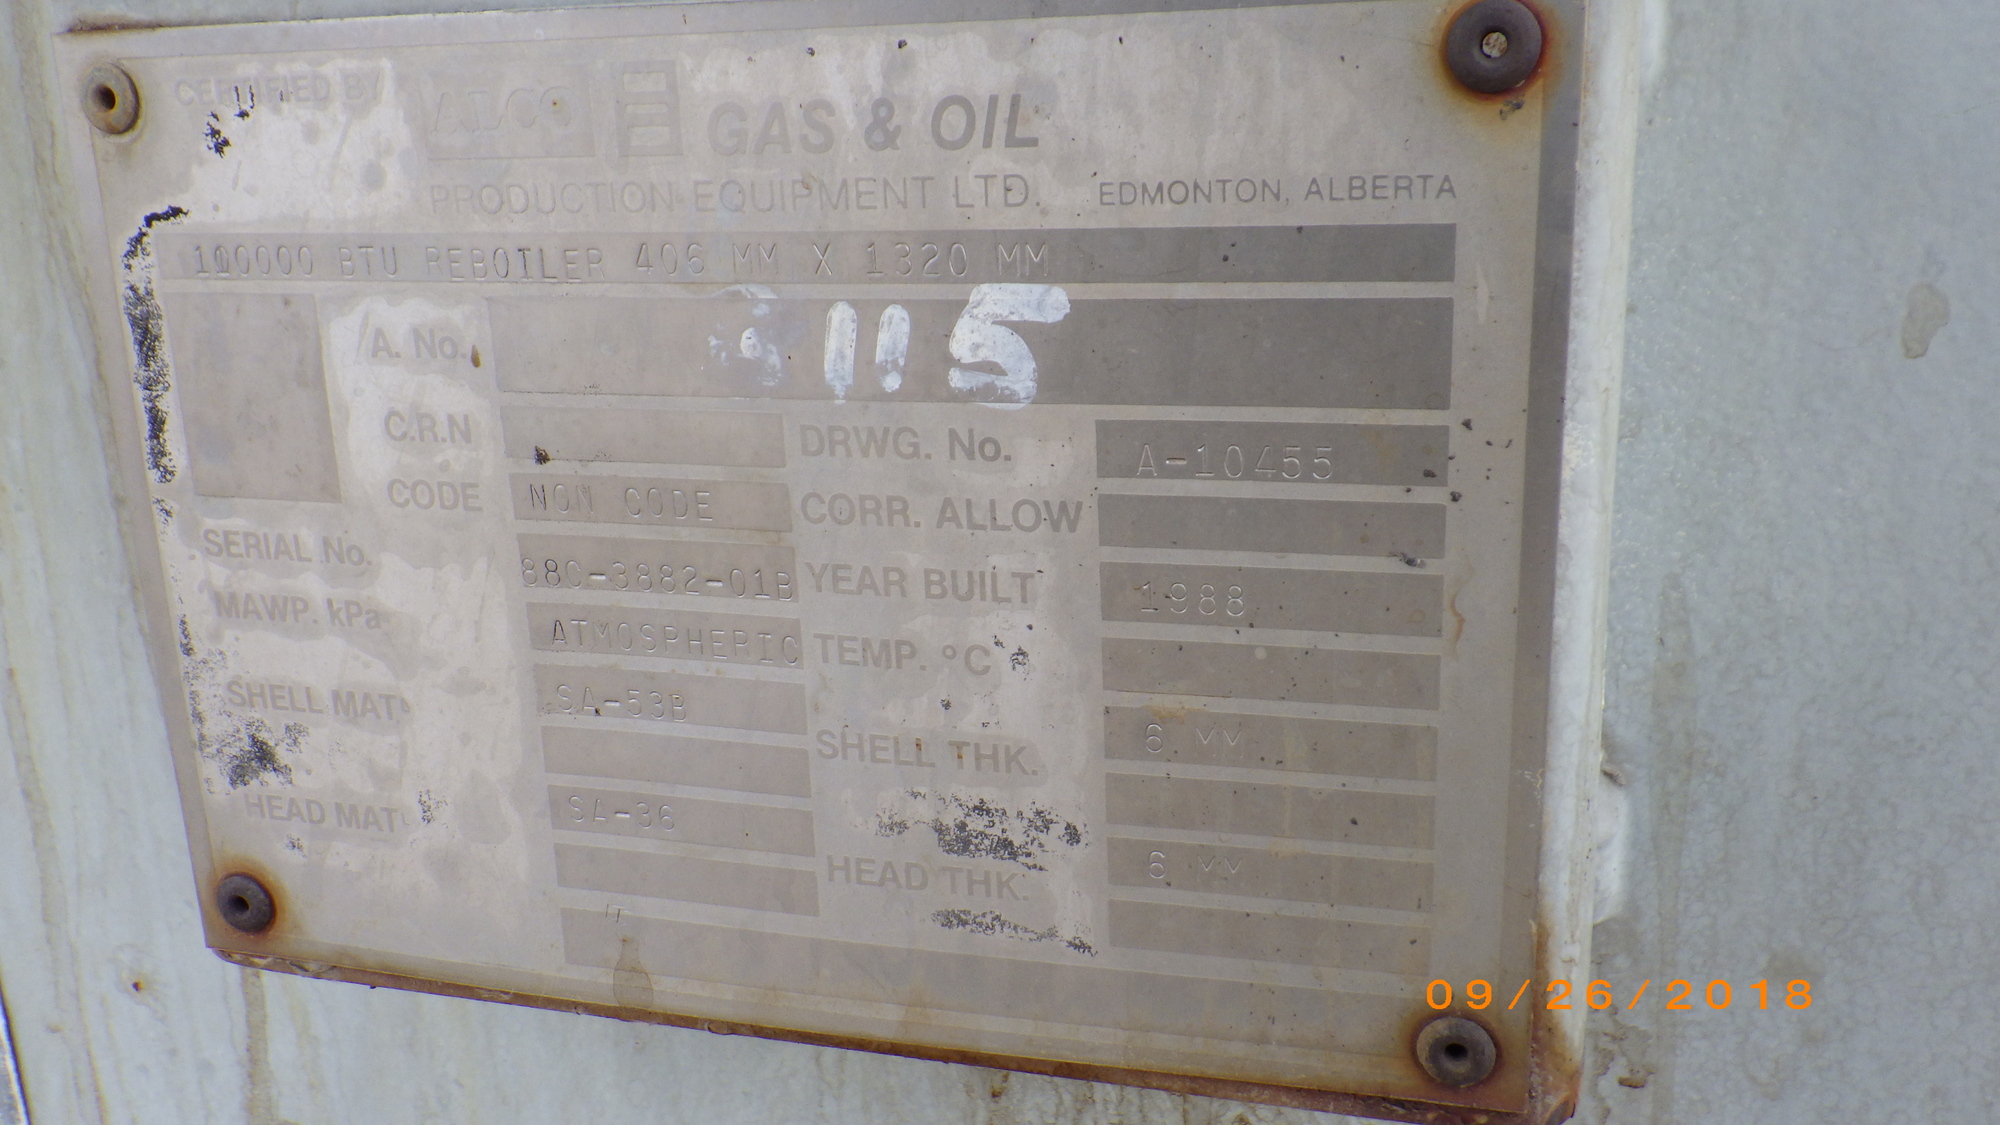 CERTIFIED BY ALCO GAS & OIL
PRODUCTION EQUIPMENT LTD. EDMONTON, ALBERTA
100000 BTU REBOILER 406 MM X 1320 MM
A. No. 115
C.R.N DRWG. No. A-10455
CODE NON CODE CORR. ALLOW
SERIAL No. 88C-3882-01B YEAR BUILT 1988
MAWP. kPa ATMOSPHERIC TEMP. °C
SHELL MAT'L SA-53B SHELL THK. 6 MM
HEAD MAT'L SA-36 HEAD THK. 6 MM
09/26/2018